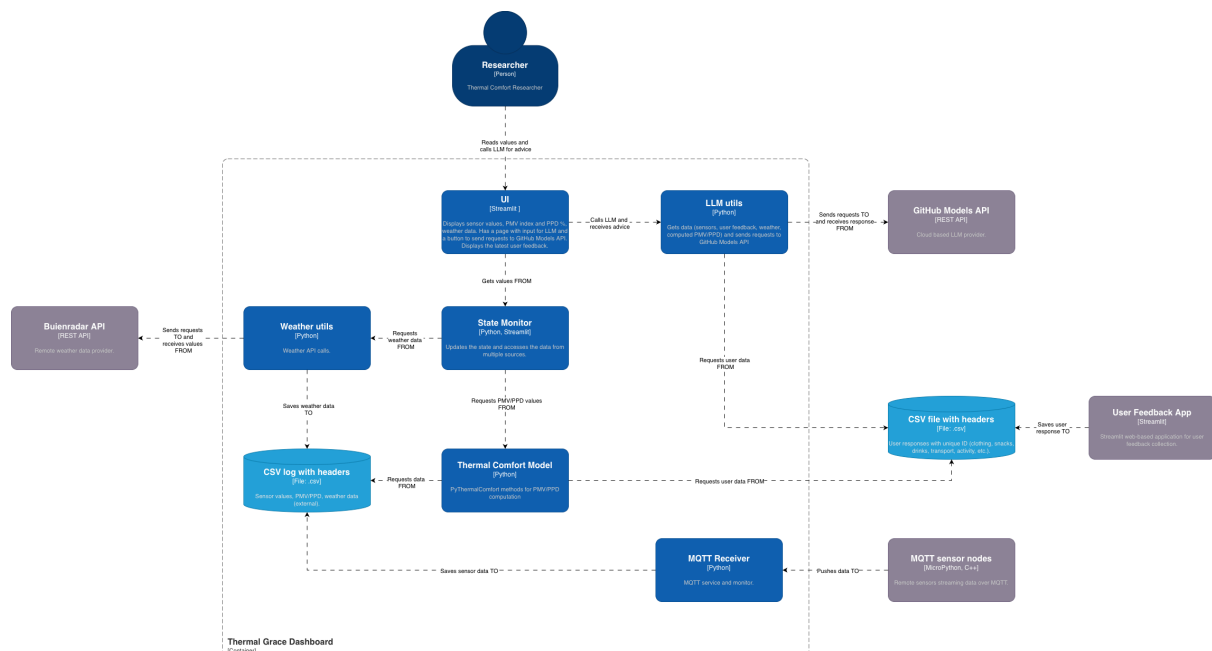 Researcher
[Person]
Thermal Comfort Researcher
Reads values and
calls LLM for advice
UI
[Streamlit ]
Displays sensor values, PMV index and PPD %,
weather data. Has a page with input for LLM and
a button to send requests to GitHub Models API.
Displays the latest user feedback.
Calls LLM and
receives advice
LLM utils
[Python]
Gets data (sensors, user feedback, weather,
computed PMV/PPD) and sends requests to
GitHub Models API
Sends requests TO
and receives response
FROM
GitHub Models API
[REST API]
Cloud based LLM provider.
Gets values FROM
Buienradar API
[REST API]
Remote weather data provider.
Sends requests
TO and
receives values
FROM
Weather utils
[Python]
Weather API calls.
Requests
weather data
FROM
State Monitor
[Python, Streamlit]
Updates the state and accesses the data from
multiple sources.
Requests user data
FROM
Saves weather data
TO
Requests PMV/PPD values
FROM
CSV file with headers
[File: .csv]
User responses with unique ID (clothing, snacks,
drinks, transport, activity, etc.)
Saves user
response TO
User Feedback App
[Streamlit]
Streamlit web-based application for user
feedback collection.
CSV log with headers
[File: .csv]
Sensor values, PMV/PPD, weather data
(external).
Requests data
FROM
Thermal Comfort Model
[Python]
PyThermalComfort methods for PMV/PPD
computation
Requests user data FROM
Saves sensor data TO
MQTT Receiver
[Python]
MQTT service and monitor.
Pushes data TO
MQTT sensor nodes
[MicroPython, C++]
Remote sensors streaming data over MQTT.
Thermal Grace Dashboard
[Container]